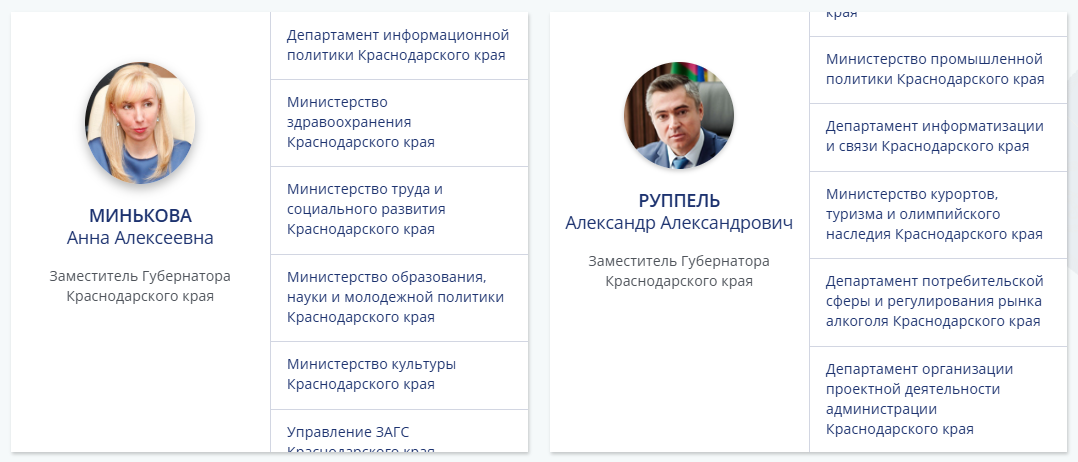 МИНЬКОВА
Анна Алексеевна
Заместитель Губернатора
Краснодарского края
Департамент информационной
политики Краснодарского края
Министерство
здравоохранения
Краснодарского края
Министерство труда и
социального развития
Краснодарского края
Министерство образования,
науки и молодежной политики
Краснодарского края
Министерство культуры
Краснодарского края
Управление ЗАГС
Краснодарского края
РУППЕЛЬ
Александр Александрович
Заместитель Губернатора
Краснодарского края
края
Министерство промышленной
политики Краснодарского края
Департамент информатизации
и связи Краснодарского края
Министерство курортов,
туризма и олимпийского
наследия Краснодарского края
Департамент потребительской
сферы и регулирования рынка
алкоголя Краснодарского края
Департамент организации
проектной деятельности
администрации
Краснодарского края